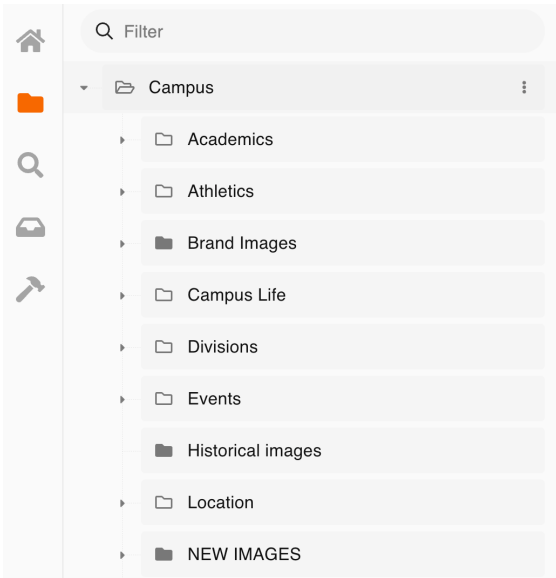 Filter
Campus
Academics
Athletics
Brand Images
Campus Life
Divisions
Events
Historical images
Location
NEW IMAGES